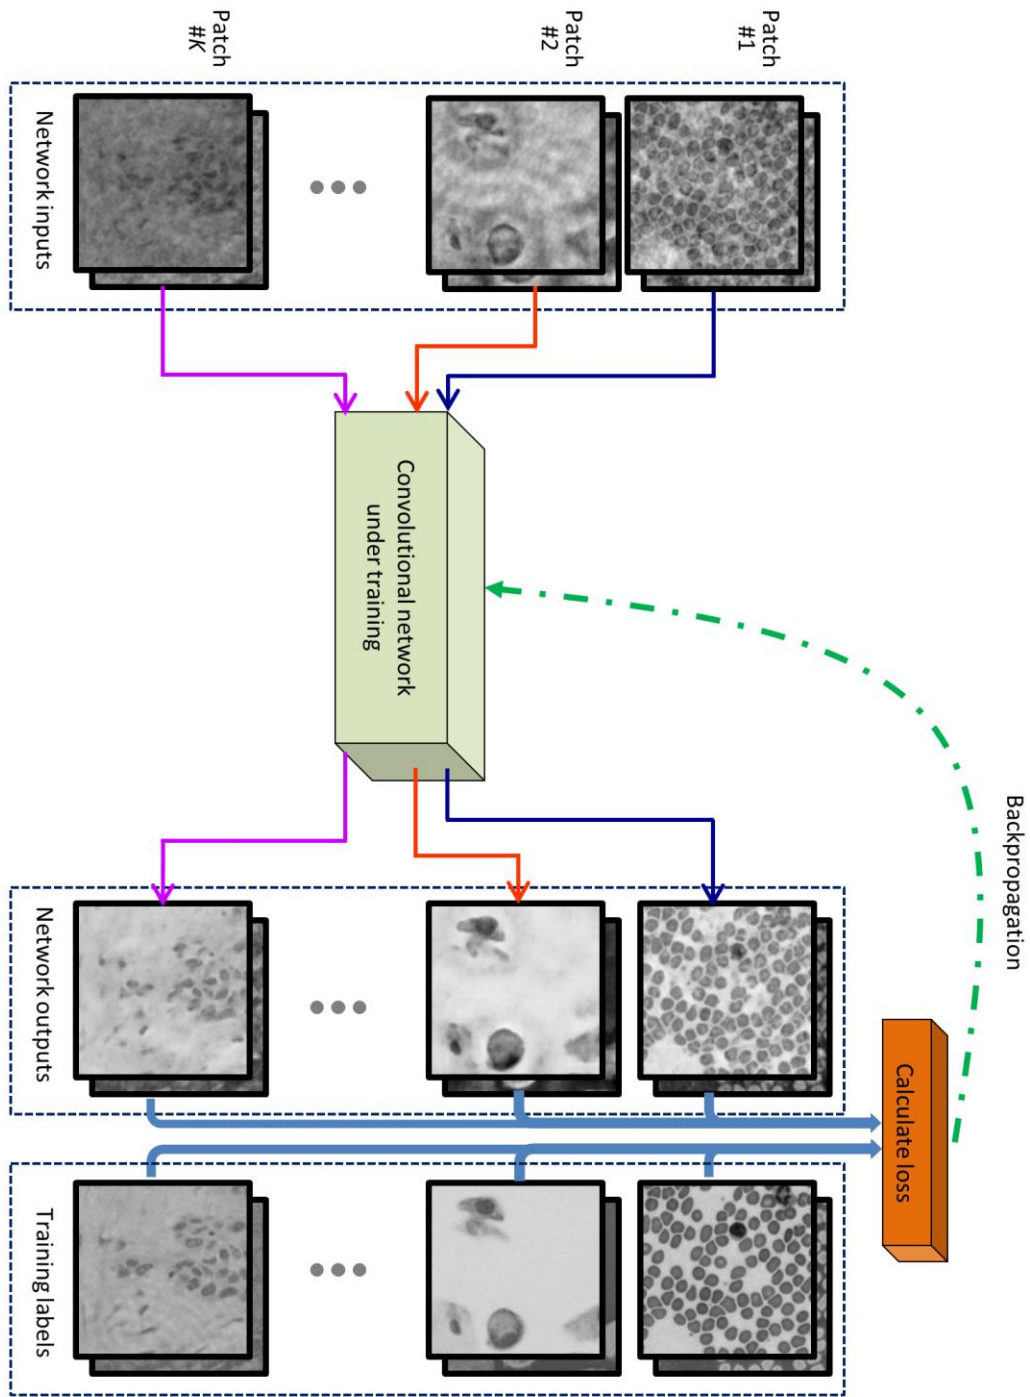 Backpropagation
Calculate loss
Patch
#1
Patch
#2
Patch
#K
Convolutional network
under training
Network inputs
Network outputs
Training labels